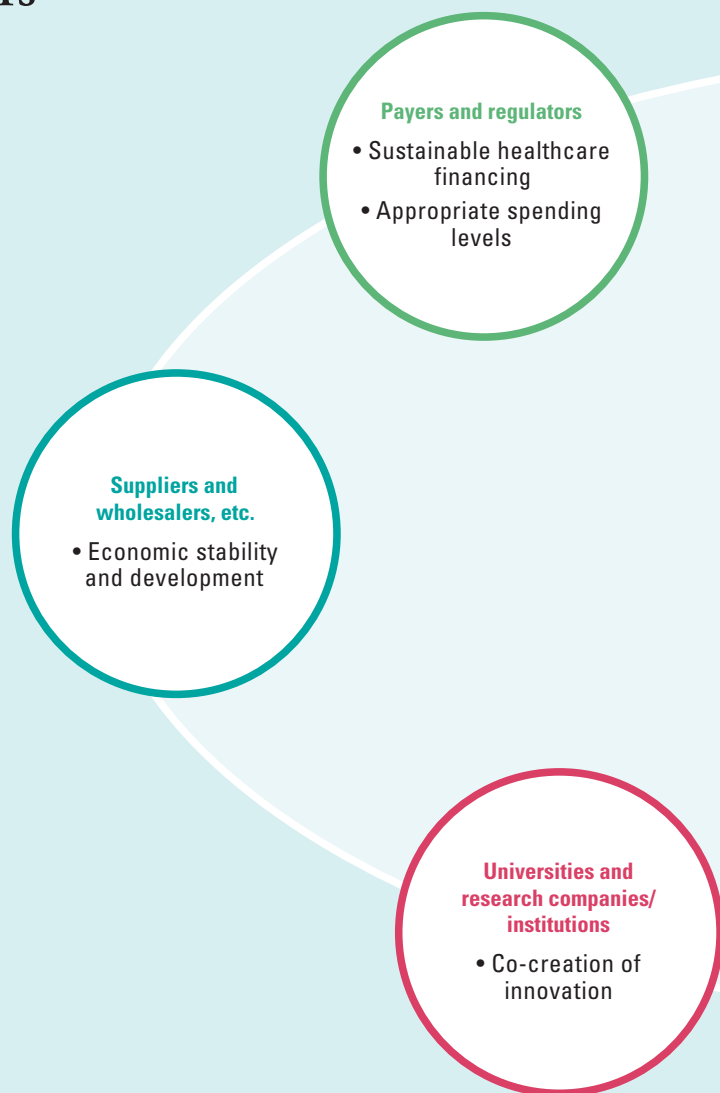 Payers and regulators
• Sustainable healthcare
financing
• Appropriate spending
levels
Suppliers and
wholesalers, etc.
• Economic stability
and development
Universities and
research companies/
institutions
• Co-creation of
innovation